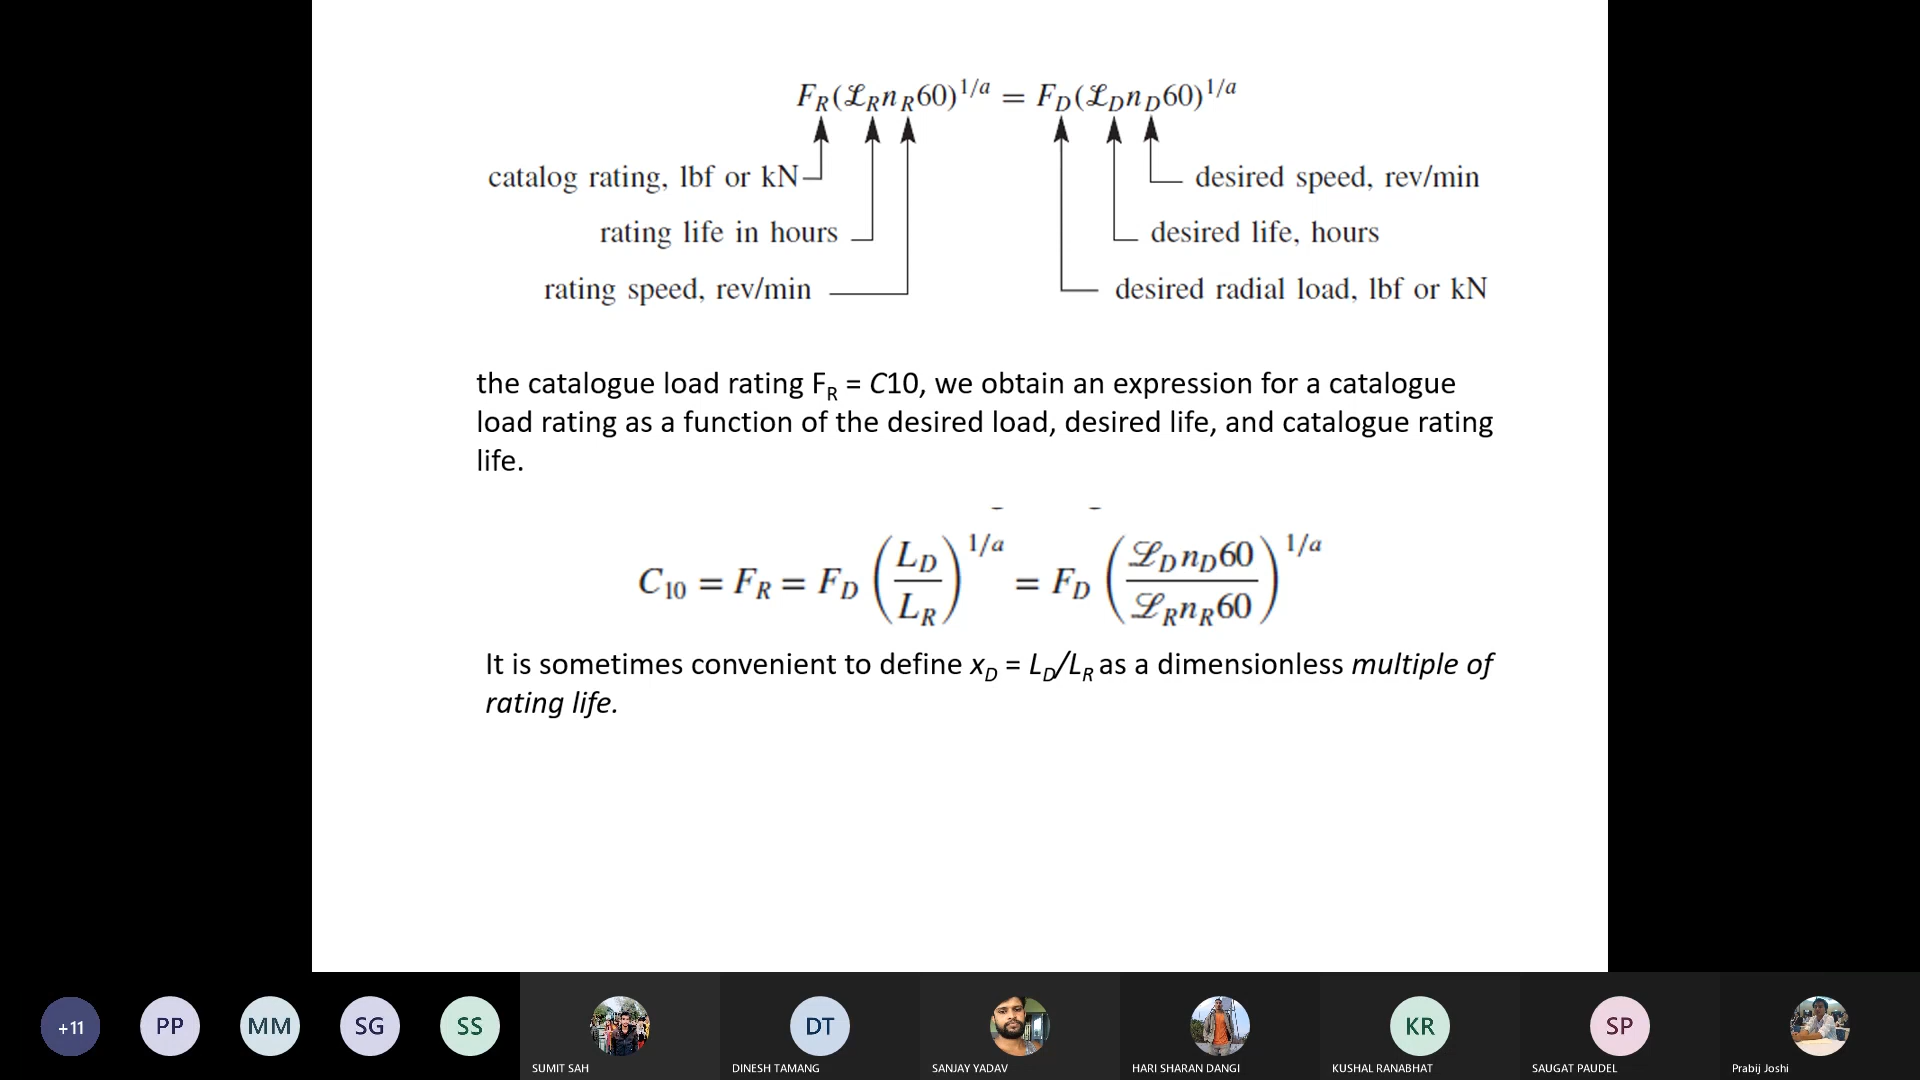 F_R(ℒ_R n_R 60)^{1/a} = F_D(ℒ_D n_D 60)^{1/a}
catalog rating, lbf or kN
desired speed, rev/min
rating life in hours
desired life, hours
rating speed, rev/min
desired radial load, lbf or kN
the catalogue load rating F_R = C10, we obtain an expression for a catalogue
load rating as a function of the desired load, desired life, and catalogue rating
life.
C_10 = F_R = F_D (L_D/L_R)^{1/a} = F_D (ℒ_D n_D 60/ℒ_R n_R 60)^{1/a}
It is sometimes convenient to define x_D = L_D/L_R as a dimensionless multiple of
rating life.
+11
PP
MM
SG
SS
DT
KR
SP
SUMIT SAH
DINESH TAMANG
SANJAY YADAV
HARI SHARAN DANGI
KUSHAL RANABHAT
SAUGAT PAUDEL
Prabij Joshi